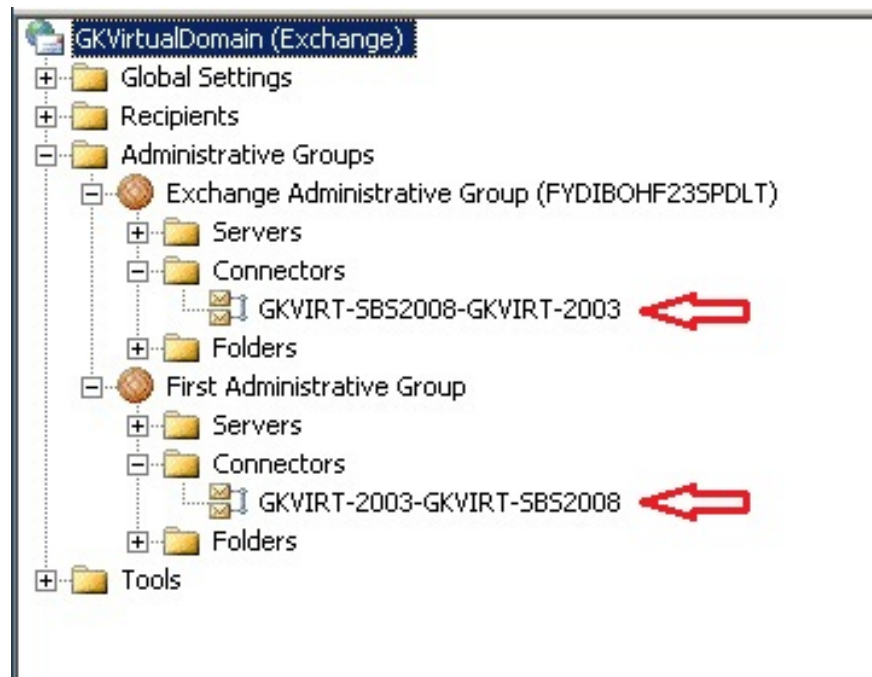 GKVirtualDomain (Exchange)
Global Settings
Recipients
Administrative Groups
Exchange Administrative Group (FYDIBOHF23SPDLT)
Servers
Connectors
GKVIRT-SBS2008-GKVIRT-2003
Folders
First Administrative Group
Servers
Connectors
GKVIRT-2003-GKVIRT-SBS2008
Folders
Tools